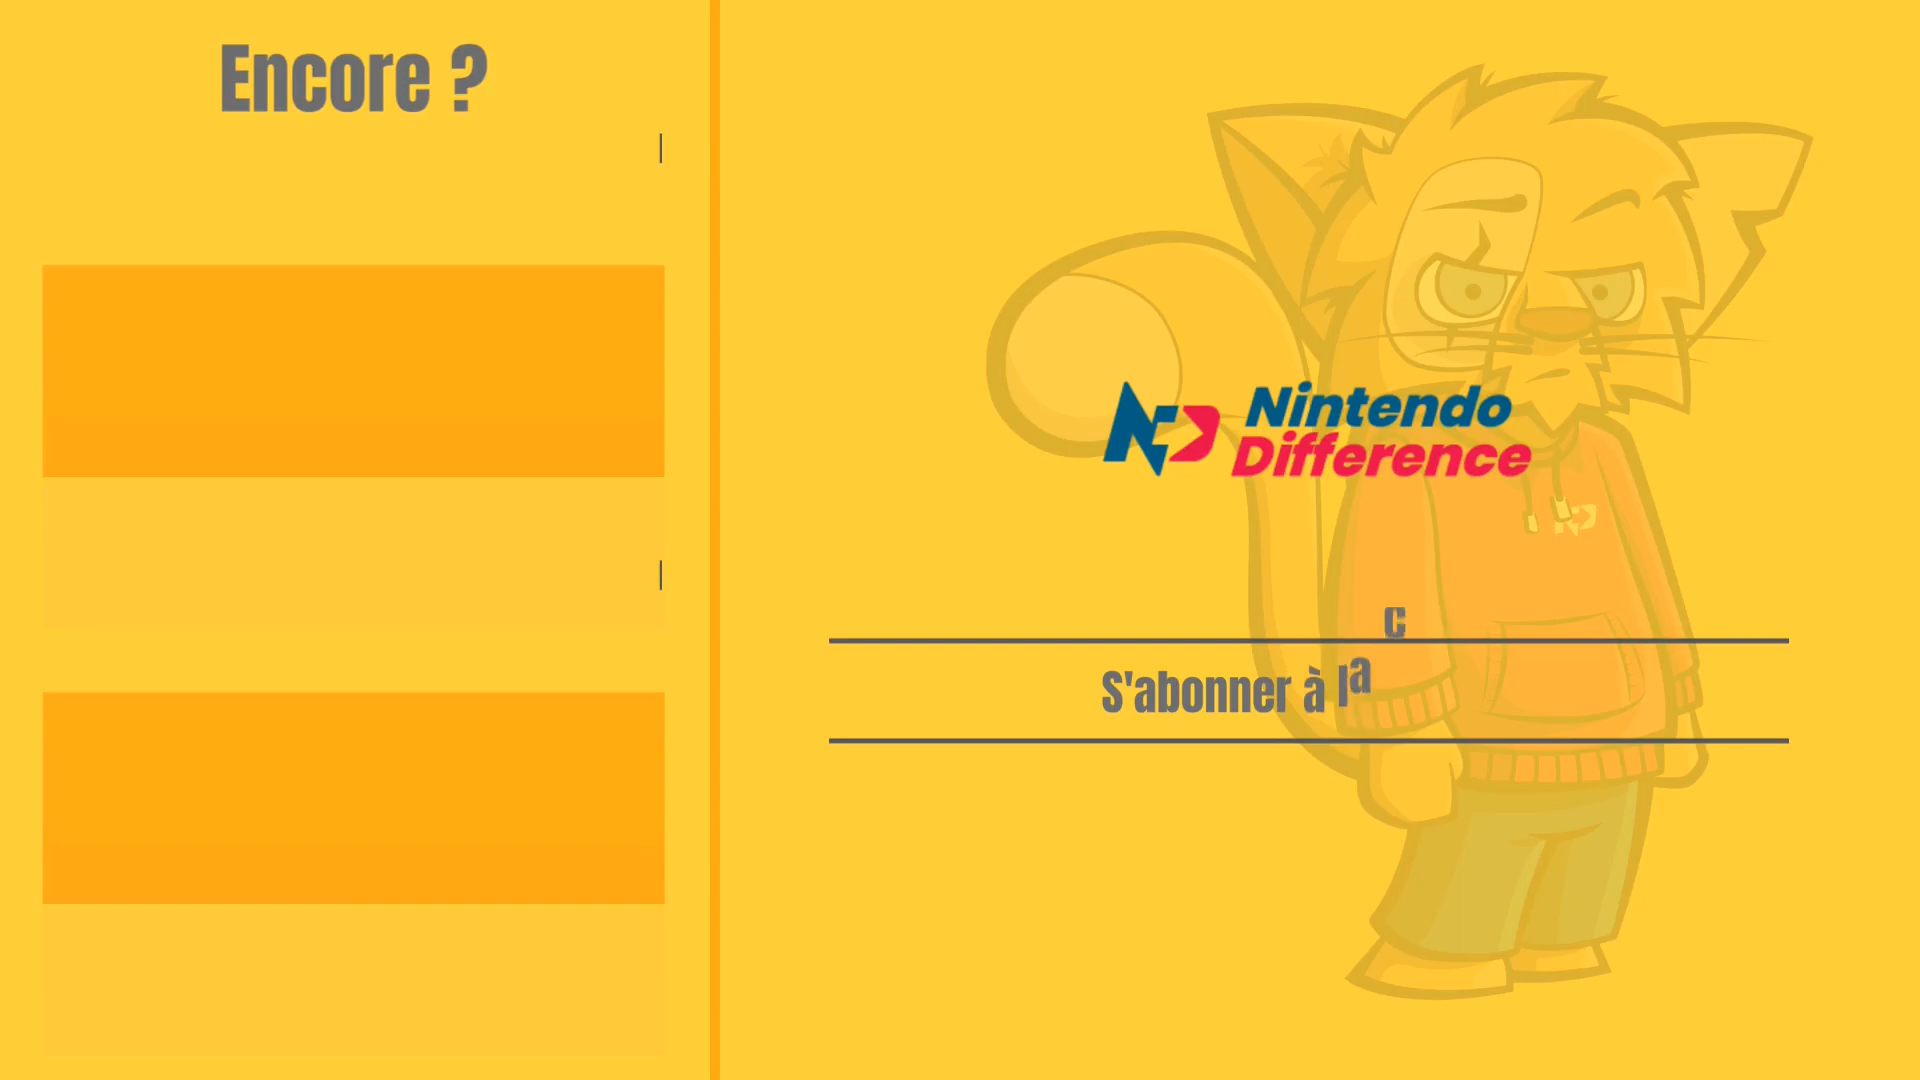 Encore ?
Nintendo
Difference
c
S'abonner à la